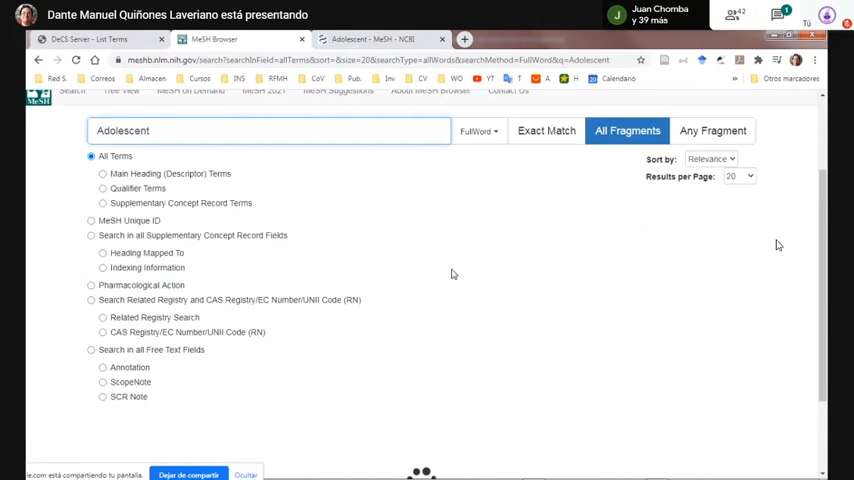 Dante Manuel Quiñones Laveriano está presentando
Juan Chomba
y 39 más
J
42
1
Tú
DeCS Server - List Terms
MeSH Browser
Adolescent - MeSH - NCBI
meshb.nlm.nih.gov/search?searchInField=allTerms&sort=&size=20&searchType=allWords&searchMethod=FullWord&q=Adolescent
Red S.
Correos
Almacen
Cursos
INS
RFMH
CoV
Pub.
Inv
CV
WO
YT
T
A
H
20 Calendario
»
Otros marcadores
MeSH
Search
Tree View
MeSH on Demand
MeSH 2021
MeSH Suggestions
About MeSH Browser
Contact Us
Adolescent
FullWord
Exact Match
All Fragments
Any Fragment
All Terms
Sort by: Relevance
Main Heading (Descriptor) Terms
Results per Page: 20
Qualifier Terms
Supplementary Concept Record Terms
MeSH Unique ID
Search in all Supplementary Concept Record Fields
Heading Mapped To
Indexing Information
Pharmacological Action
Search Related Registry and CAS Registry/EC Number/UNII Code (RN)
Related Registry Search
CAS Registry/EC Number/UNII Code (RN)
Search in all Free Text Fields
Annotation
ScopeNote
SCR Note
le.com está compartiendo tu pantalla.
Dejar de compartir
Ocultar